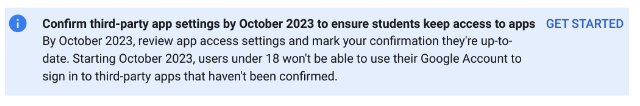 Confirm third-party app settings by October 2023 to ensure students keep access to apps GET STARTED
By October 2023, review app access settings and mark your confirmation they're up-to-
date. Starting October 2023, users under 18 won't be able to use their Google Account to
sign in to third-party apps that haven't been confirmed.